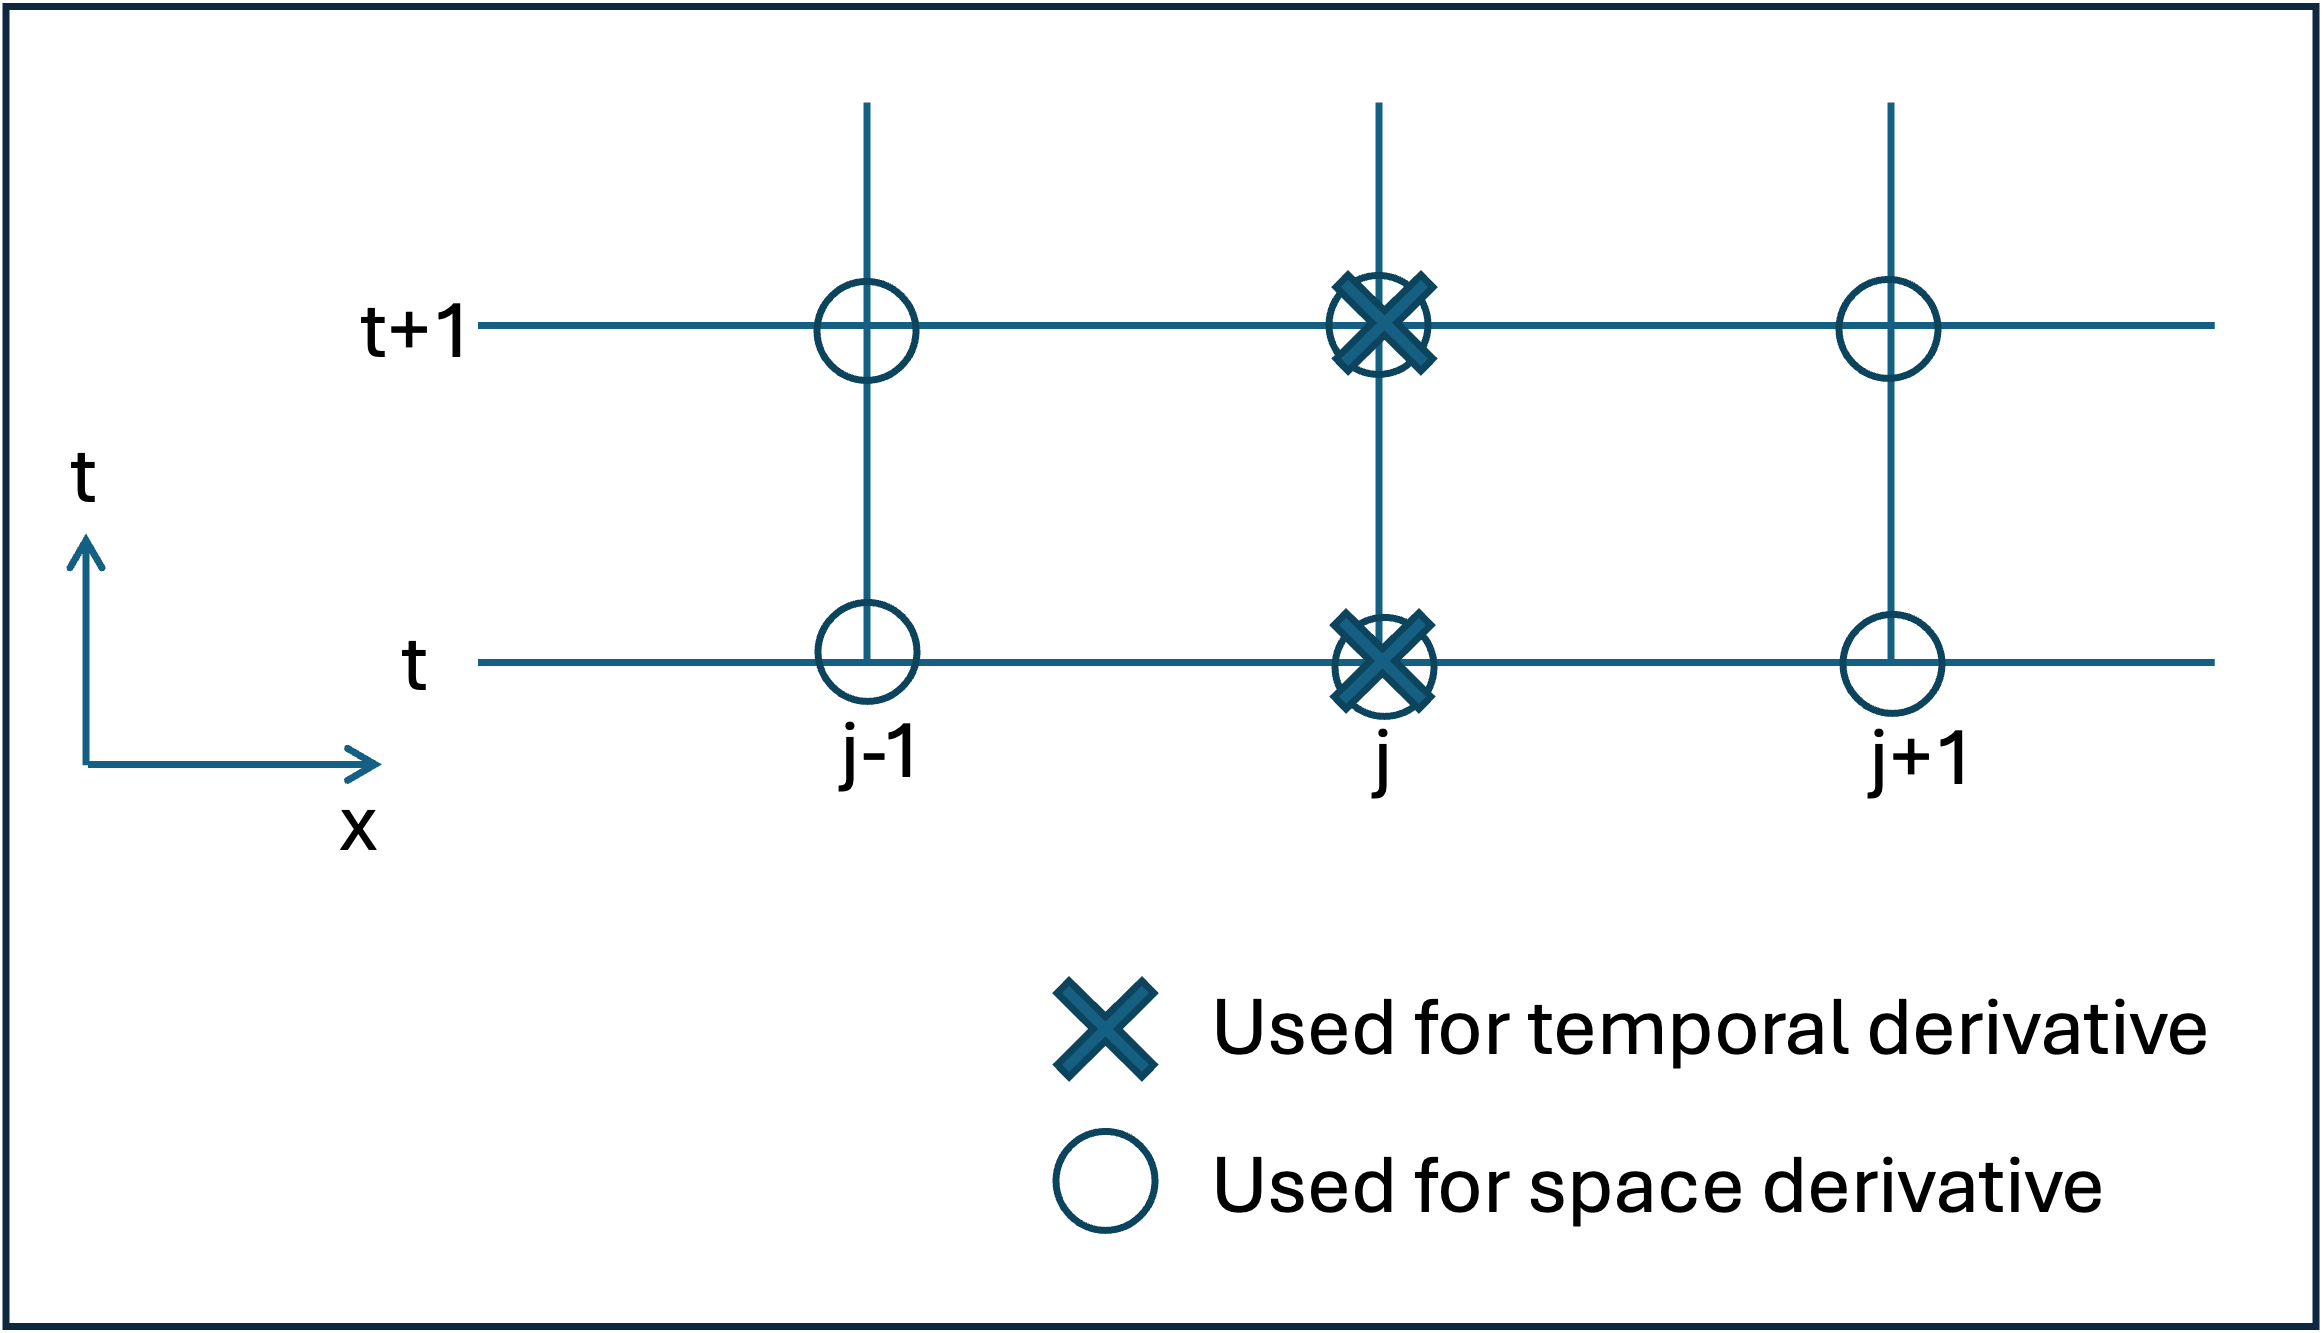 t+1
t
t
j-1
j
j+1
x
Used for temporal derivative
Used for space derivative